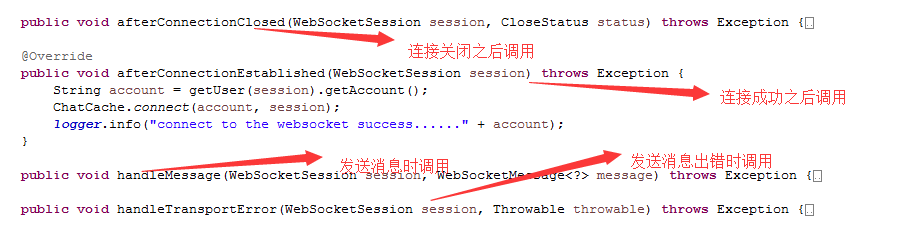 public void afterConnectionClosed(WebSocketSession session, CloseStatus status) throws Exception {
连接关闭之后调用
@Override
public void afterConnectionEstablished(WebSocketSession session) throws Exception {
String account = getUser(session).getAccount();
连接成功之后调用
ChatCache.connect(account, session);
logger.info("connect to the websocket success......" + account);
}
发送消息时调用
发送消息出错时调用
public void handleMessage(WebSocketSession session, WebSocketMessage<?> message) throws Exception {
public void handleTransportError(WebSocketSession session, Throwable throwable) throws Exception {